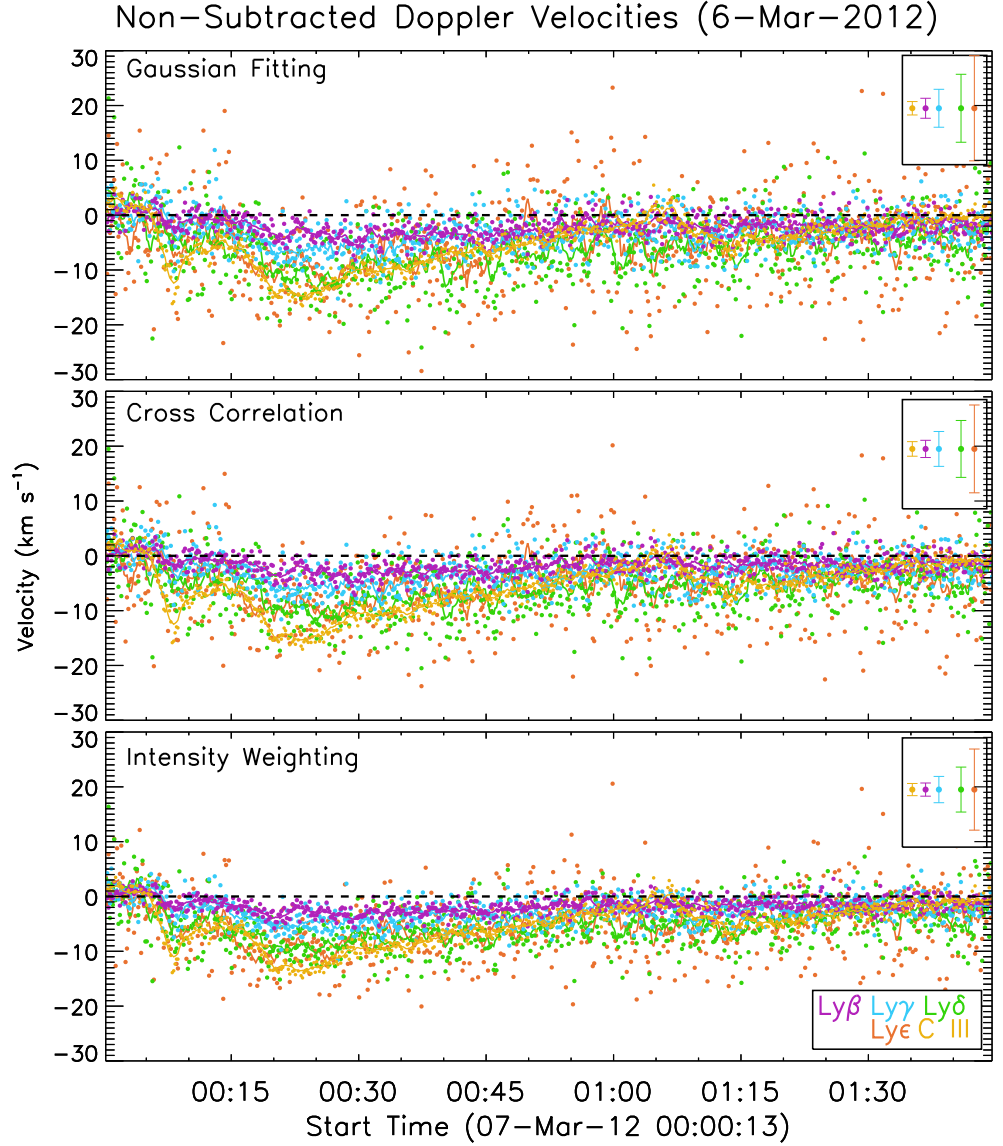 Non-Subtracted Doppler Velocities (6-Mar-2012)
30
Gaussian Fitting
20
10
0
-10
-20
-30
30
Cross Correlation
20
10
0
-10
-20
-30
Velocity (km s⁻¹)
30
Intensity Weighting
20
10
0
-10
-20
-30
Lyβ Lyγ Lyδ
Lyϵ C III
00:15 00:30 00:45 01:00 01:15 01:30
Start Time (07-Mar-12 00:00:13)